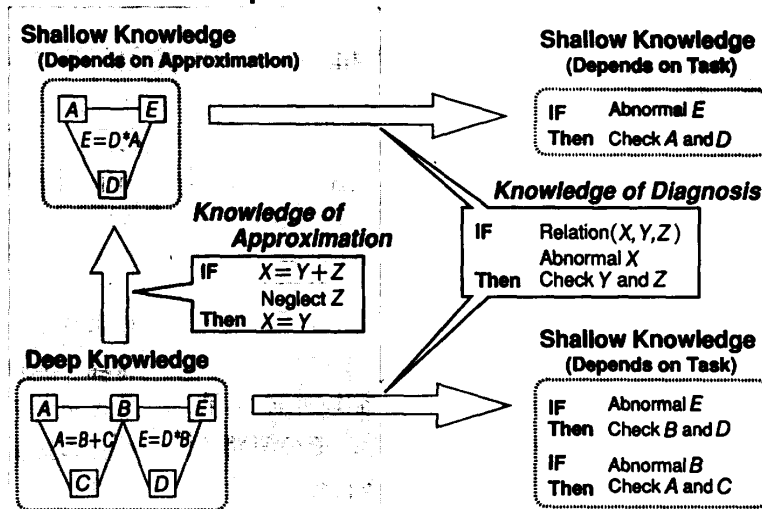 Shallow Knowledge
(Depends on Approximation)
A E
E=D*A
D
Shallow Knowledge
(Depends on Task)
IF Abnormal E
Then Check A and D
Knowledge of
Approximation
IF X=Y+Z
Neglect Z
Then X=Y
Knowledge of Diagnosis
IF Relation(X,Y,Z)
Abnormal X
Then Check Y and Z
Deep Knowledge
A B E
A=B+C E=D*B
C D
Shallow Knowledge
(Depends on Task)
IF Abnormal E
Then Check B and D
IF Abnormal B
Then Check A and C